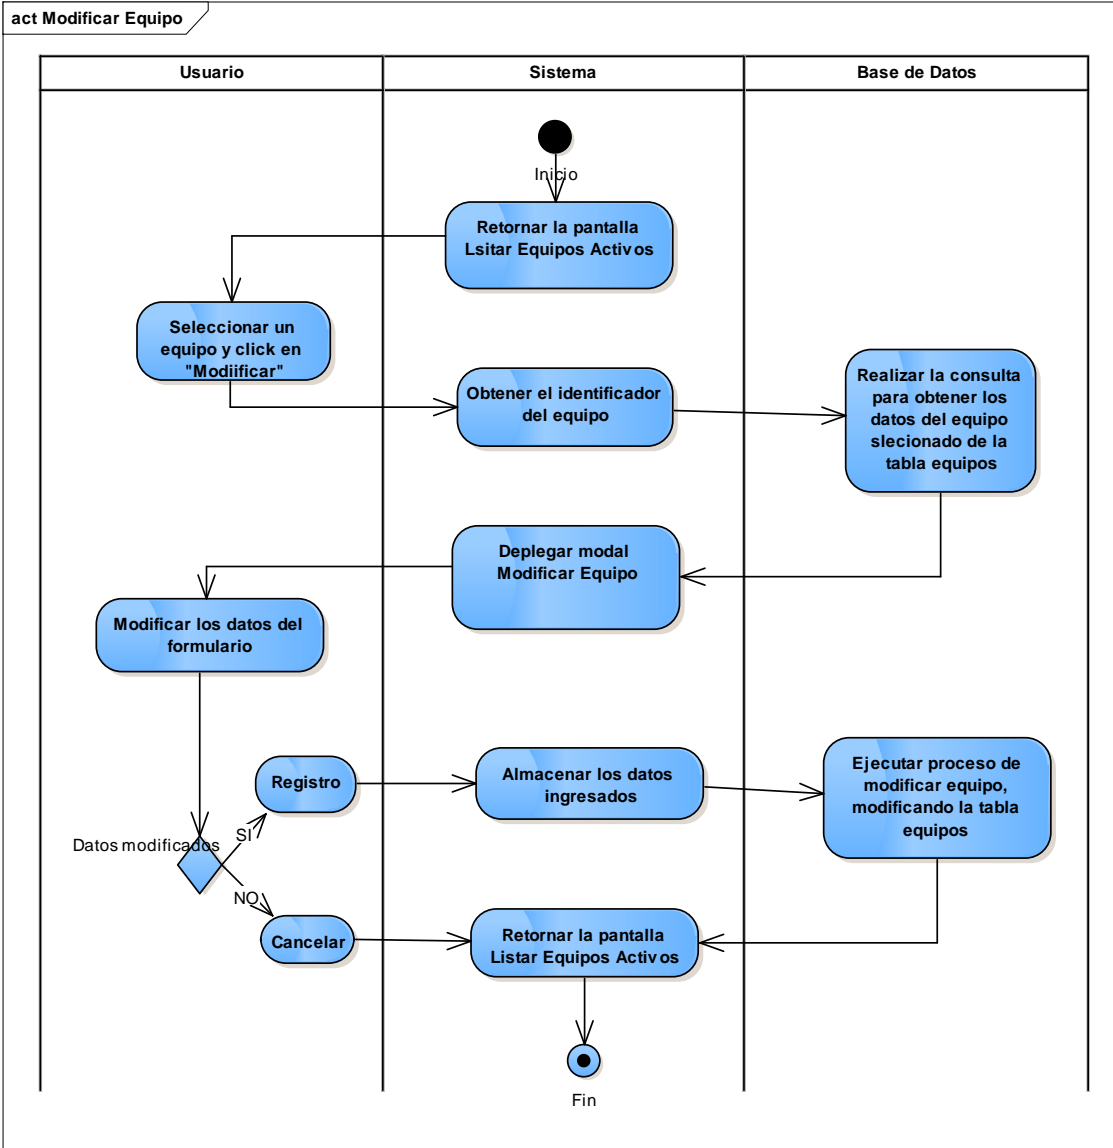 act Modificar Equipo
Usuario
Sistema
Base de Datos
Inicio
Retornar la pantalla
Lsitar Equipos Activos
Seleccionar un
equipo y click en
"Modiificar"
Obtener el identificador
del equipo
Realizar la consulta
para obtener los
datos del equipo
slecionado de la
tabla equipos
Deplegar modal
Modificar Equipo
Modificar los datos del
formulario
Datos modificados
SI
NO
Registro
Almacenar los datos
ingresados
Ejecutar proceso de
modificar equipo,
modificando la tabla
equipos
Cancelar
Retornar la pantalla
Listar Equipos Activos
Fin